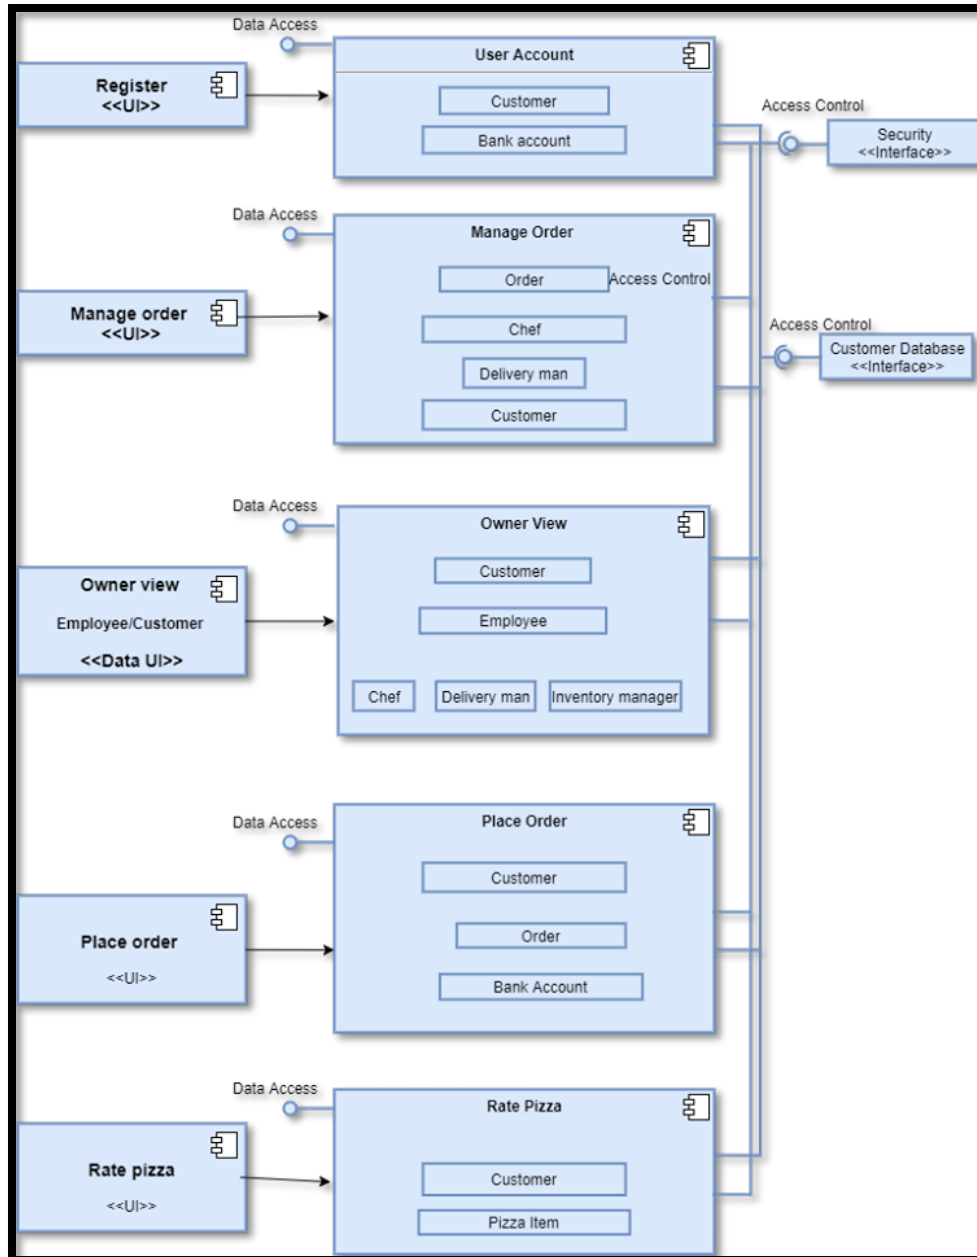 Data Access
User Account
Register
<<UI>>
Customer
Bank account
Access Control
Security
<<Interface>>
Data Access
Manage Order
Order
Access Control
Manage order
<<UI>>
Chef
Delivery man
Customer
Access Control
Customer Database
<<Interface>>
Data Access
Owner View
Owner view
Employee/Customer
<<Data UI>>
Customer
Employee
Chef
Delivery man
Inventory manager
Data Access
Place Order
Customer
Place order
<<UI>>
Order
Bank Account
Data Access
Rate Pizza
Rate pizza
<<UI>>
Customer
Pizza Item